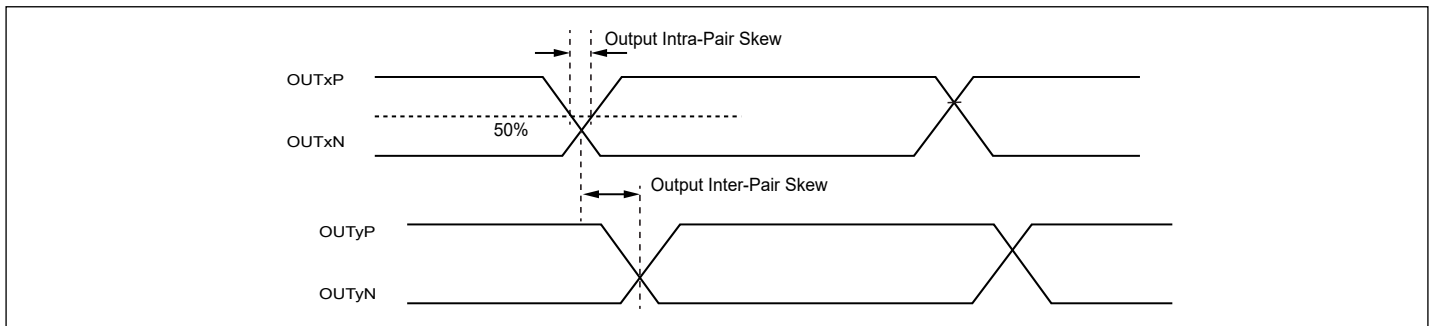 Output Intra-Pair Skew
OUTxP
50%
OUTxN
Output Inter-Pair Skew
OUTyP
OUTyN